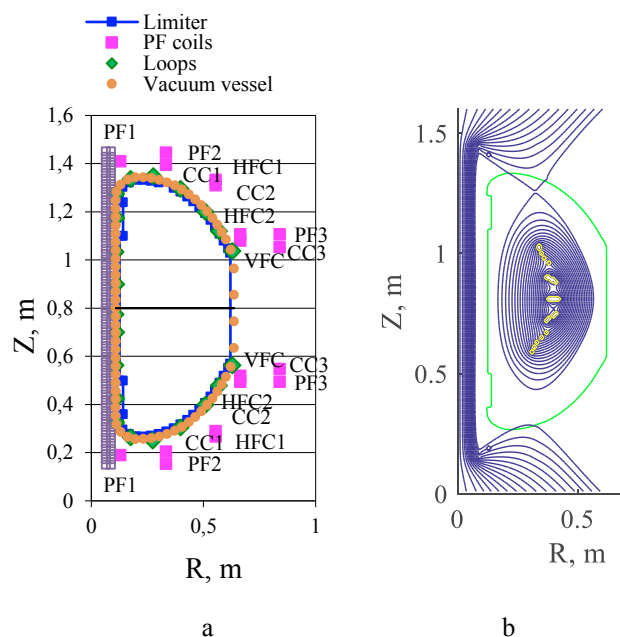 Limiter
PF coils
Loops
Vacuum vessel
1,6
PF1
PF2
HFC1
1,4
CC1
CC2
1,2
HFC2
PF3
1
VFC
CC3
Z, m
0,8
0,6
VFC
CC3
PF3
0,4
HFC2
CC2
CC1
HFC1
0,2
PF2
0
PF1
0
0,5
1
R, m
a
1.5
1
Z, m
0.5
0
0
0.5
R, m
b